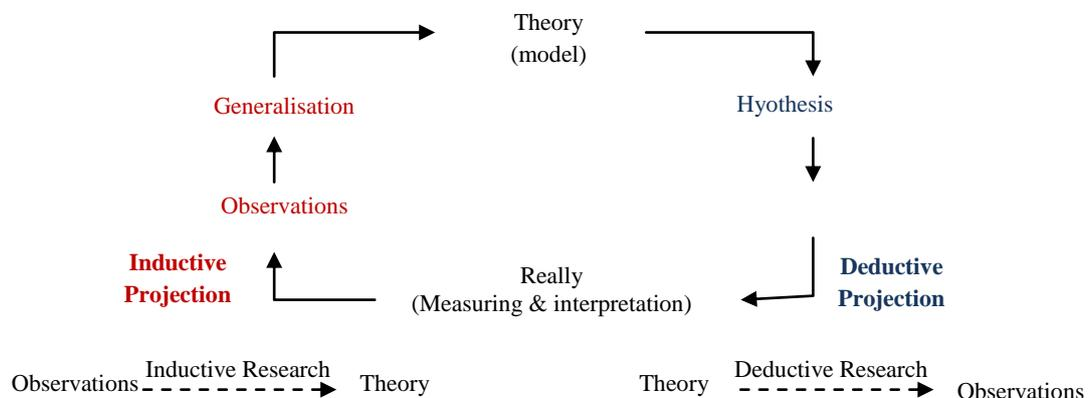 Theory
(model)
Generalisation
Hyothesis
Observations
Inductive
Projection
Really
(Measuring & interpretation)
Deductive
Projection
Observations Inductive Research Theory
Theory Deductive Research Observations